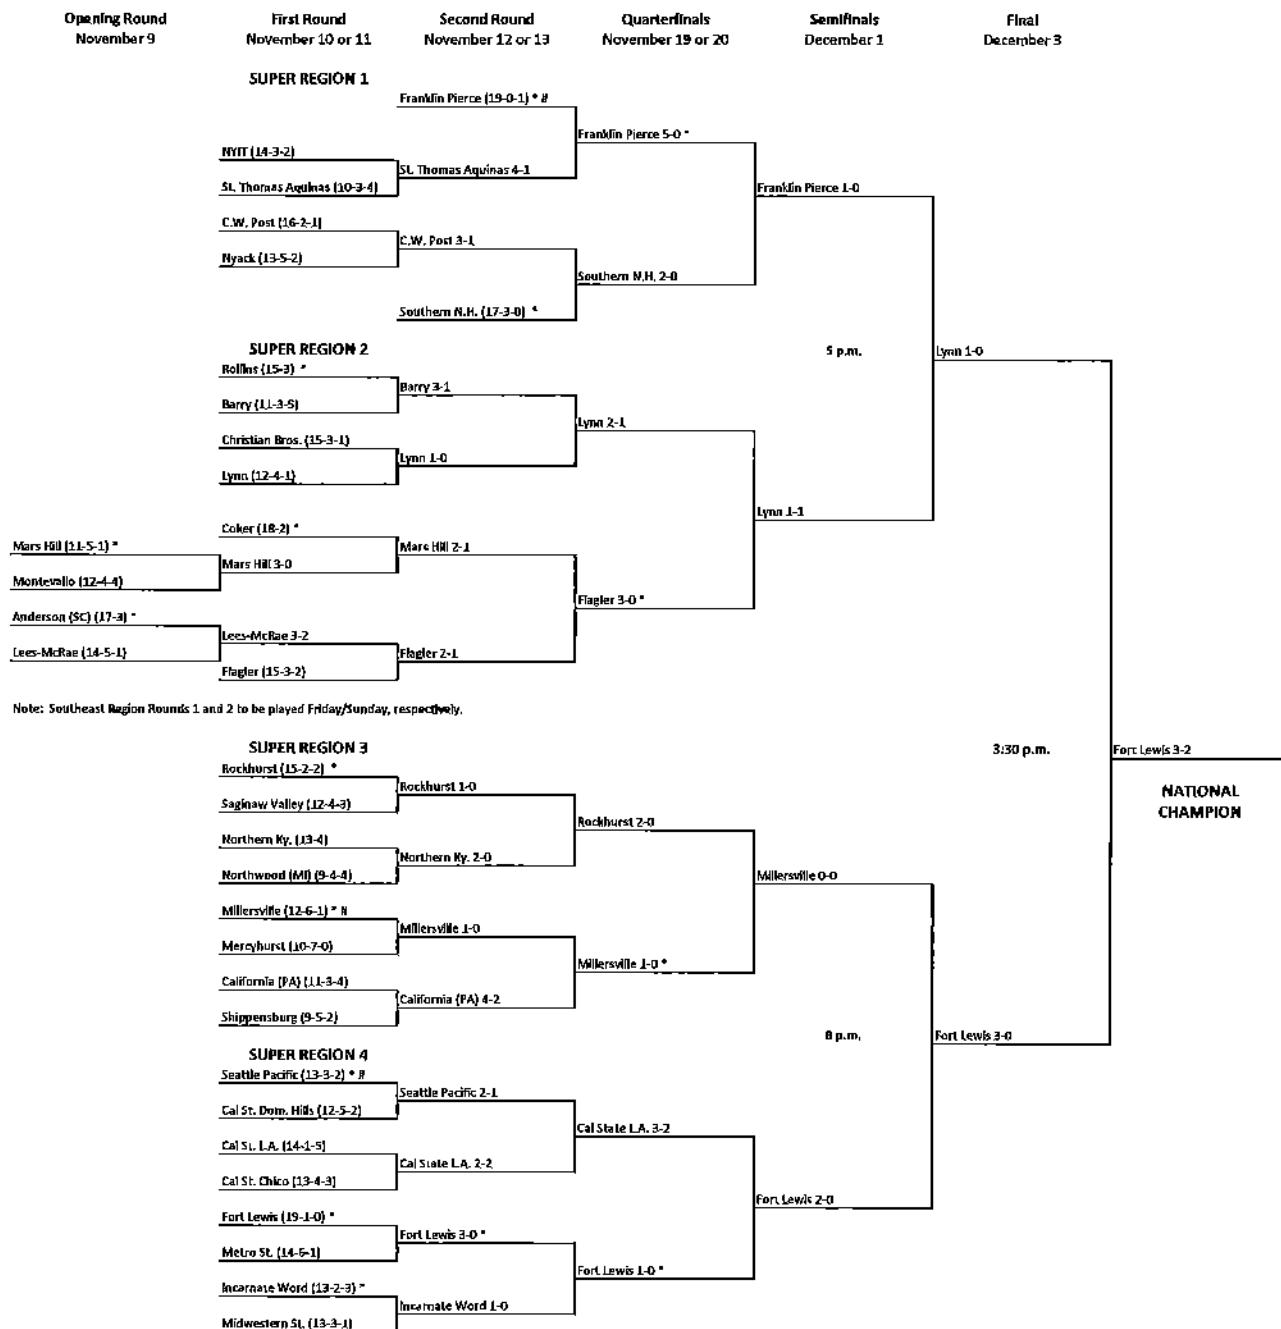 Opening Round
November 9
First Round
November 10 or 11
Second Round
November 12 or 13
Quarterfinals
November 19 or 20
Semifinals
December 1
Final
December 3
SUPER REGION 1
Franklin Pierce (19-0-1) * #
Franklin Pierce 5-0 *
NYIT (14-3-2)
St. Thomas Aquinas 4-1
St. Thomas Aquinas (10-3-4)
Franklin Pierce 1-0
C.W. Post (16-2-1)
C.W. Post 3-1
Nyack (13-5-2)
Southern N.H. 2-0
Southern N.H. (17-3-0) *
SUPER REGION 2
5 p.m.
Lynn 1-0
Rollins (15-3) *
Barry 3-1
Barry (11-3-5)
Lynn 2-1
Christian Bros. (15-3-1)
Lynn 1-0
Lynn (12-4-1)
Lynn 1-1
Coker (18-2) *
Mars Hill (11-5-1) *
Mars Hill 2-1
Mars Hill 3-0
Montevallo (12-4-4)
Flagler 3-0 *
Anderson (SC) (17-3) *
Lees-McRae 3-2
Lees-McRae (14-5-1)
Flagler 2-1
Flagler (15-3-2)
Note: Southeast Region Rounds 1 and 2 to be played Friday/Sunday, respectively.
SUPER REGION 3
3:30 p.m.
Fort Lewis 3-2
Rockhurst (15-2-2) *
Rockhurst 1-0
NATIONAL
CHAMPION
Saginaw Valley (12-4-3)
Rockhurst 2-0
Northern Ky. (13-4)
Northern Ky. 2-0
Northwood (MI) (9-4-4)
Millersville 0-0
Millersville (12-6-1) * #
Millersville 1-0
Mercyhurst (10-7-0)
Millersville 1-0 *
California (PA) (11-3-4)
California (PA) 4-2
Shippensburg (9-5-2)
8 p.m.
Fort Lewis 3-0
SUPER REGION 4
Seattle Pacific (13-3-2) * #
Seattle Pacific 2-1
Cal St. Dom. Hills (12-5-2)
Cal State L.A. 3-2
Cal St. L.A. (14-1-5)
Cal State L.A. 2-2
Cal St. Chico (13-4-3)
Fort Lewis 2-0
Fort Lewis (19-1-0) *
Fort Lewis 3-0 *
Metro St. (14-6-1)
Fort Lewis 1-0 *
Incarnate Word (13-2-3) *
Incarnate Word 1-0
Midwestern St. (13-3-1)